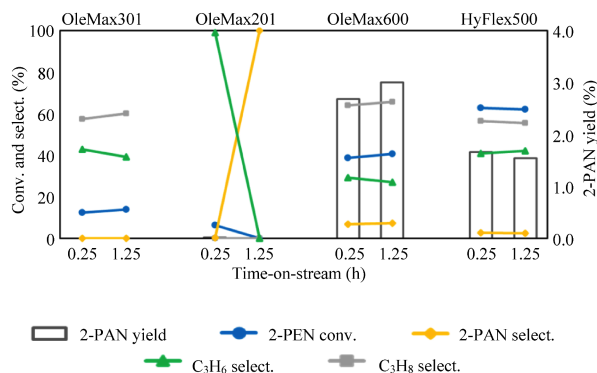 OleMax301 OleMax201 OleMax600 HyFlex500
100 4.0
80
3.0
60
2.0
40
1.0
20
0 0.0
Conv. and select. (%)
2-PAN yield (%)
0.25 1.25 0.25 1.25 0.25 1.25 0.25 1.25
Time-on-stream (h)
2-PAN yield 2-PEN conv. 2-PAN select.
C₃H₆ select. C₃H₈ select.